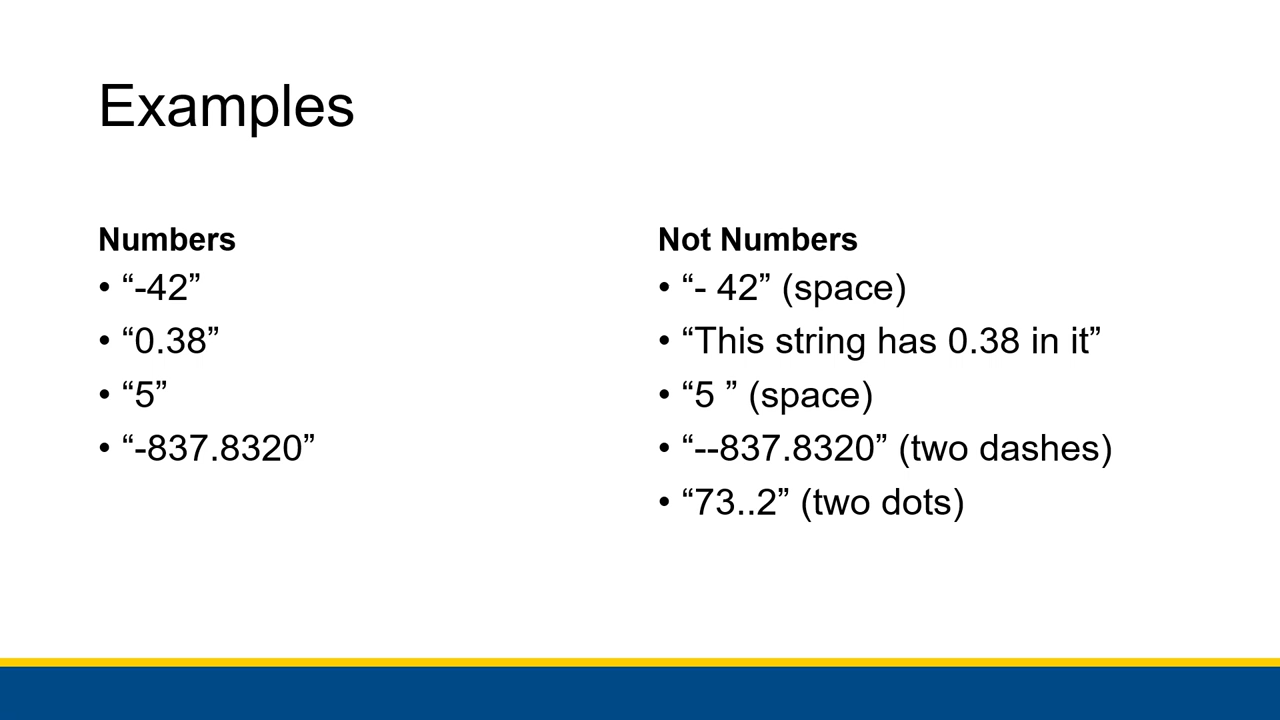 Examples
Numbers
• “-42”
• “0.38”
• “5”
• “-837.8320”
Not Numbers
• “- 42” (space)
• “This string has 0.38 in it”
• “5 ” (space)
• “--837.8320” (two dashes)
• “73..2” (two dots)